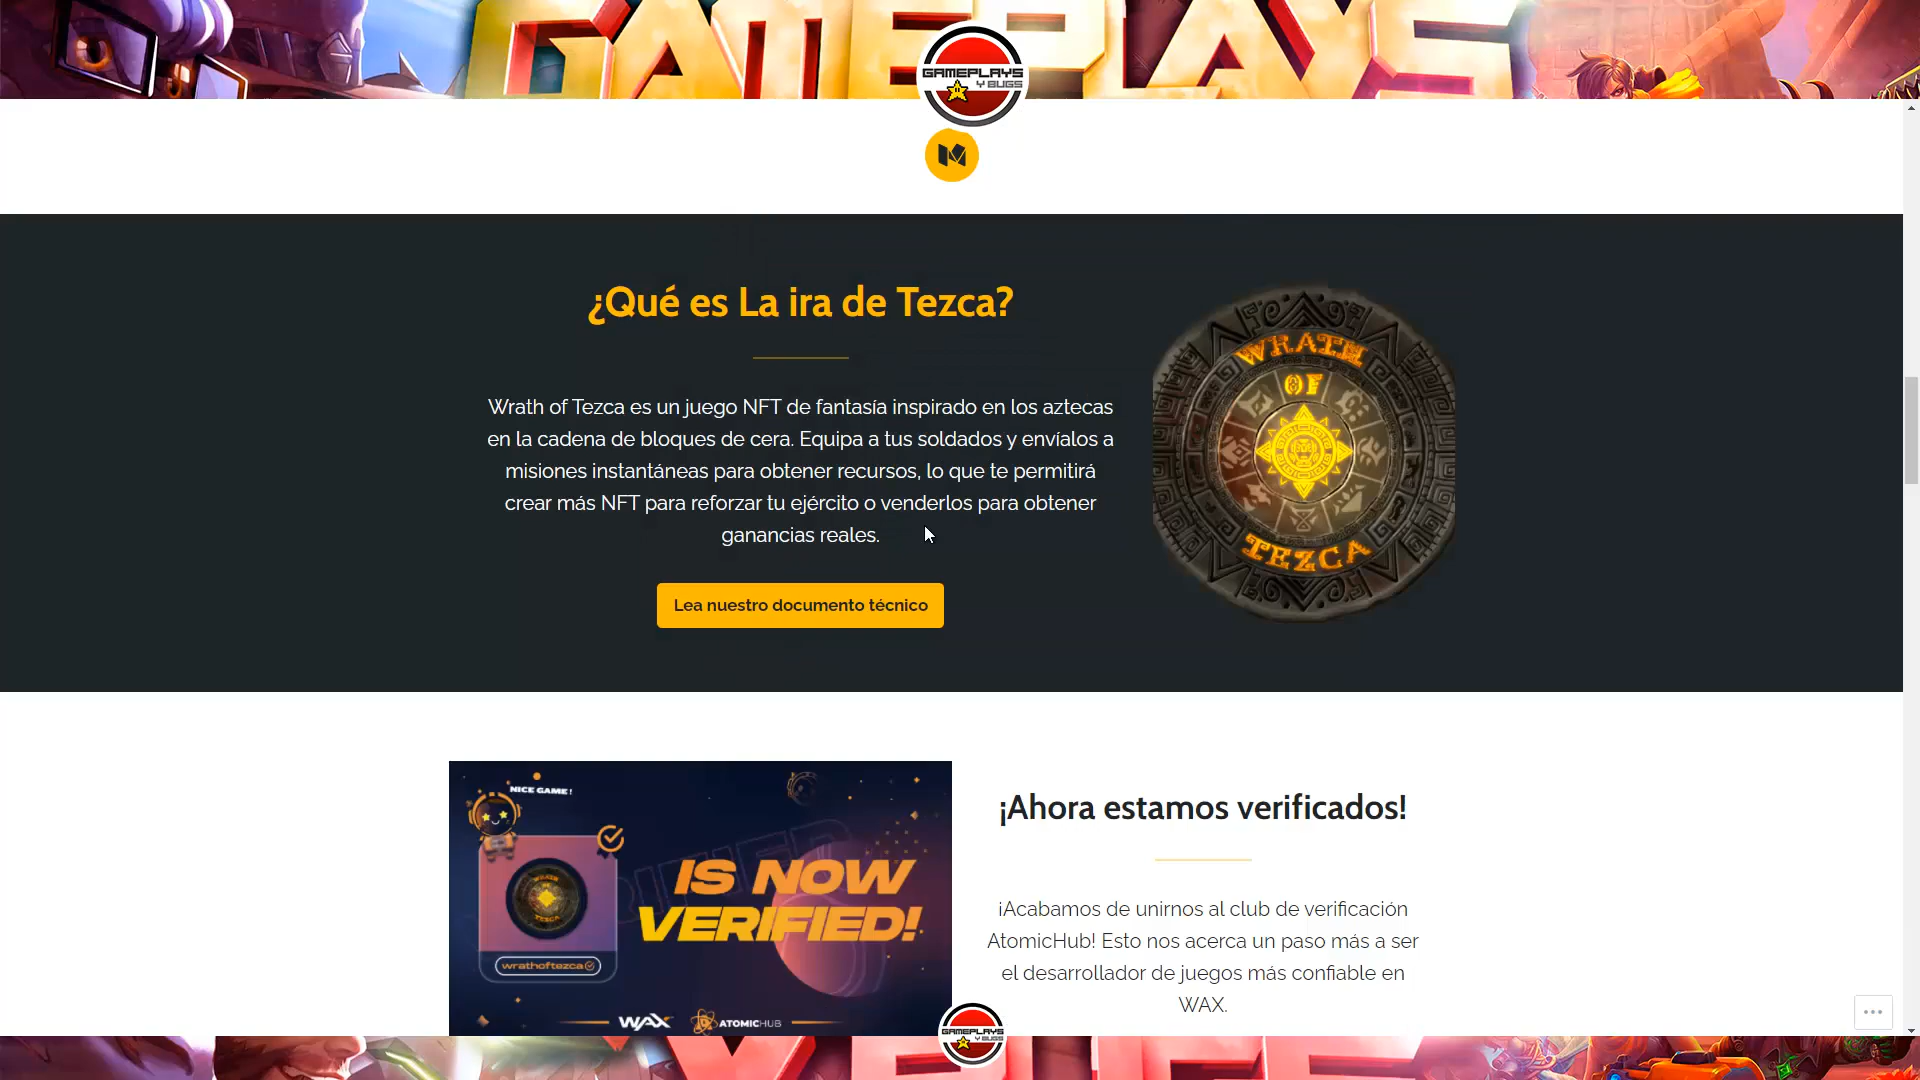 GAMEPLAYS
GAMEPLAYS
Y BUGS
¿Qué es La ira de Tezca?
Wrath of Tezca es un juego NFT de fantasía inspirado en los aztecas
en la cadena de bloques de cera. Equipa a tus soldados y envíalos a
misiones instantáneas para obtener recursos, lo que te permitirá
crear más NFT para reforzar tu ejército o venderlos para obtener
ganancias reales.
Lea nuestro documento técnico
WRATH
OF
TEZCA
NICE GAME!
WRATH
TEZCA
wrathoftezca
IS NOW
VERIFIED!
WAX
ATOMICHUB
¡Ahora estamos verificados!
¡Acabamos de unirnos al club de verificación
AtomicHub! Esto nos acerca un paso más a ser
el desarrollador de juegos más confiable en
WAX.
GAMEPLAYS
Y BUGS